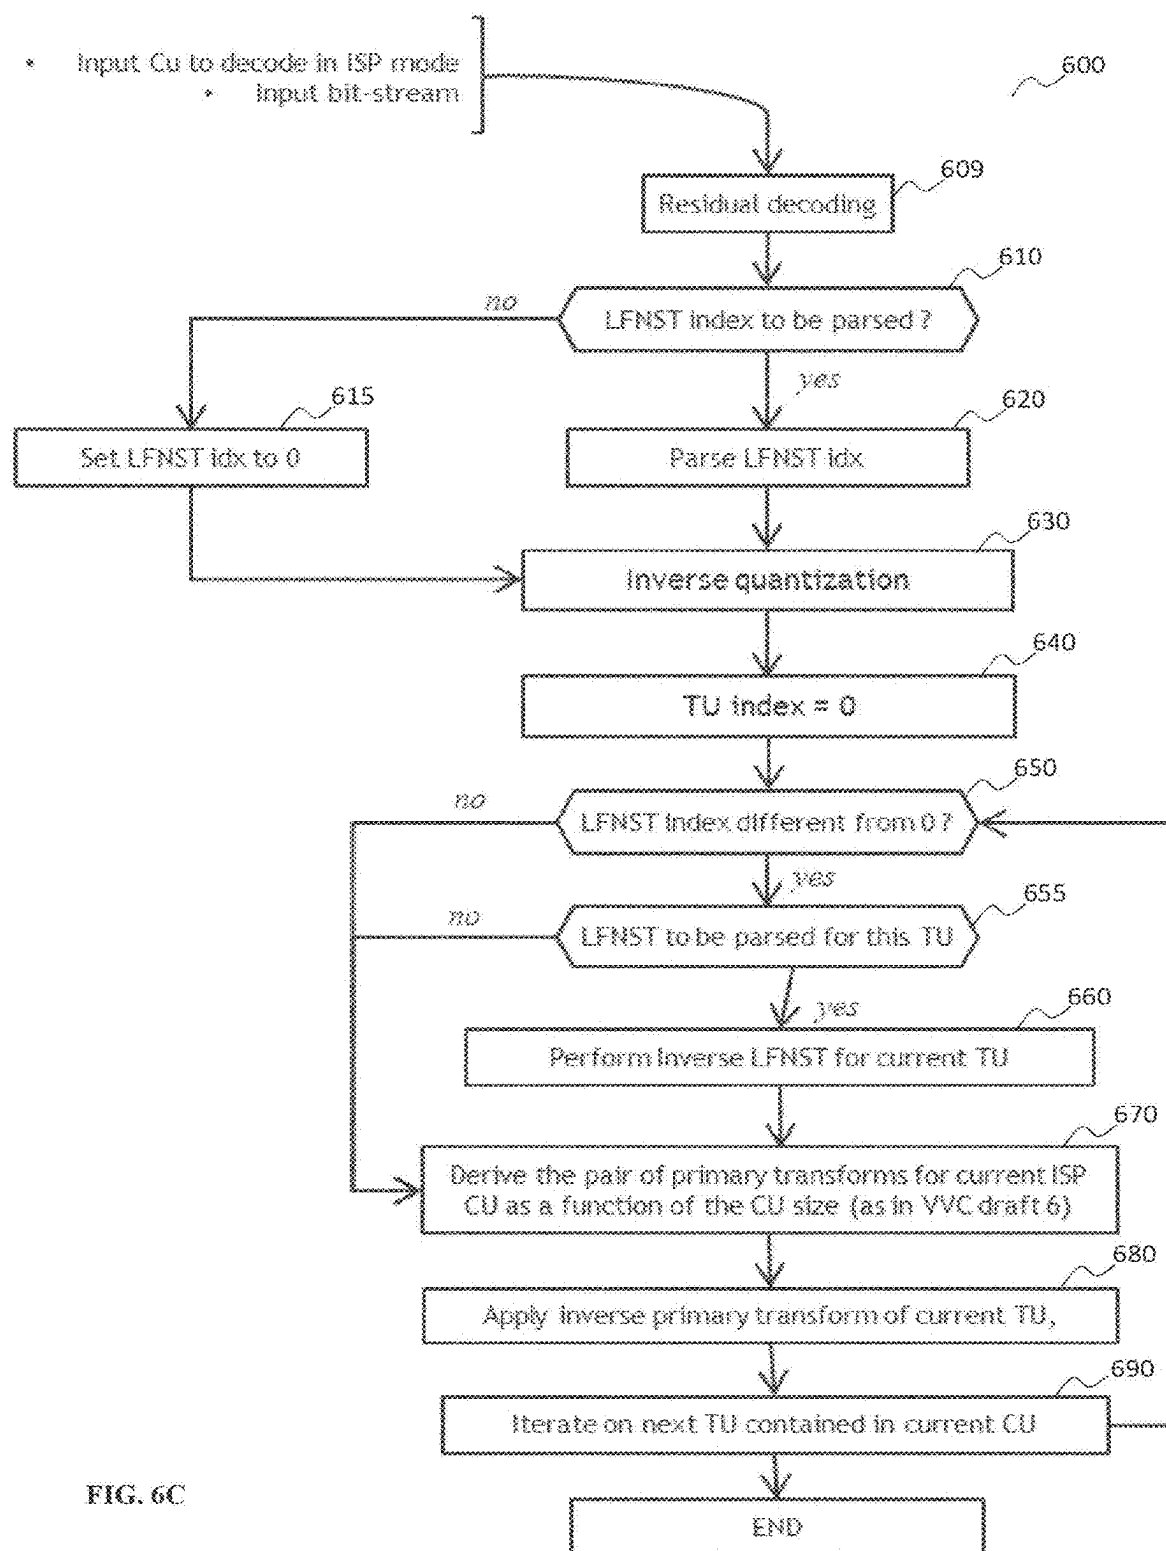 • Input Cu to decode in ISP mode
• Input bit-stream
600
609
Residual decoding
610
no
LFNST index to be parsed ?
yes
615
620
Set LFNST idx to 0
Parse LFNST idx
630
Inverse quantization
640
TU index = 0
650
no
LFNST index different from 0 ?
yes
655
no
LFNST to be parsed for this TU
yes
660
Perform Inverse LFNST for current TU
670
Derive the pair of primary transforms for current ISP
CU as a function of the CU size (as in VVC draft 6)
680
Apply inverse primary transform of current TU,
690
Iterate on next TU contained in current CU
FIG. 6C
END